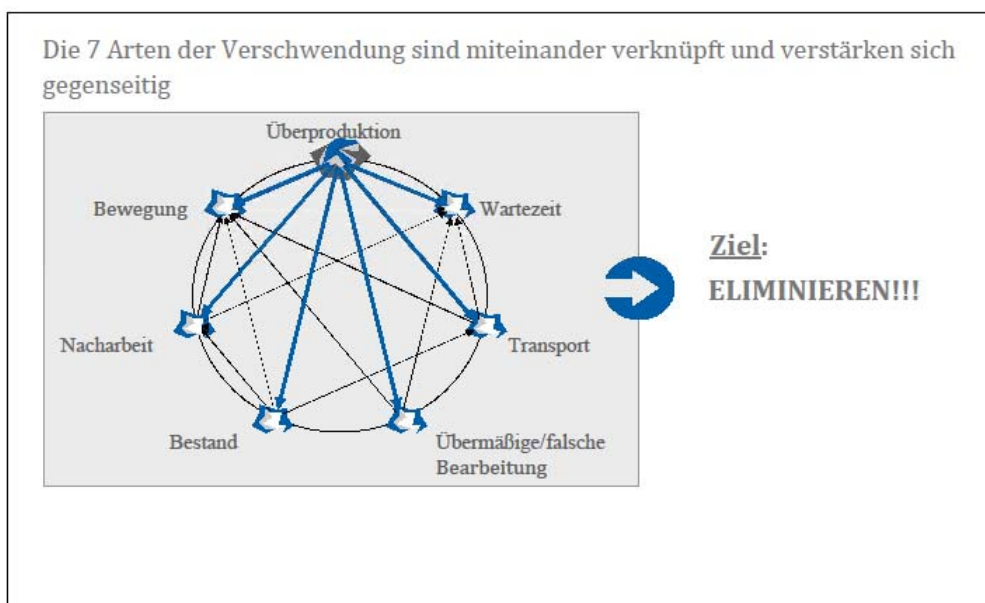 Die 7 Arten der Verschwendung sind miteinander verknüpft und verstärken sich
gegenseitig
Überproduktion
Bewegung
Wartezeit
Ziel:
ELIMINIEREN!!!
Nacharbeit
Transport
Bestand
Übermäßige/falsche
Bearbeitung